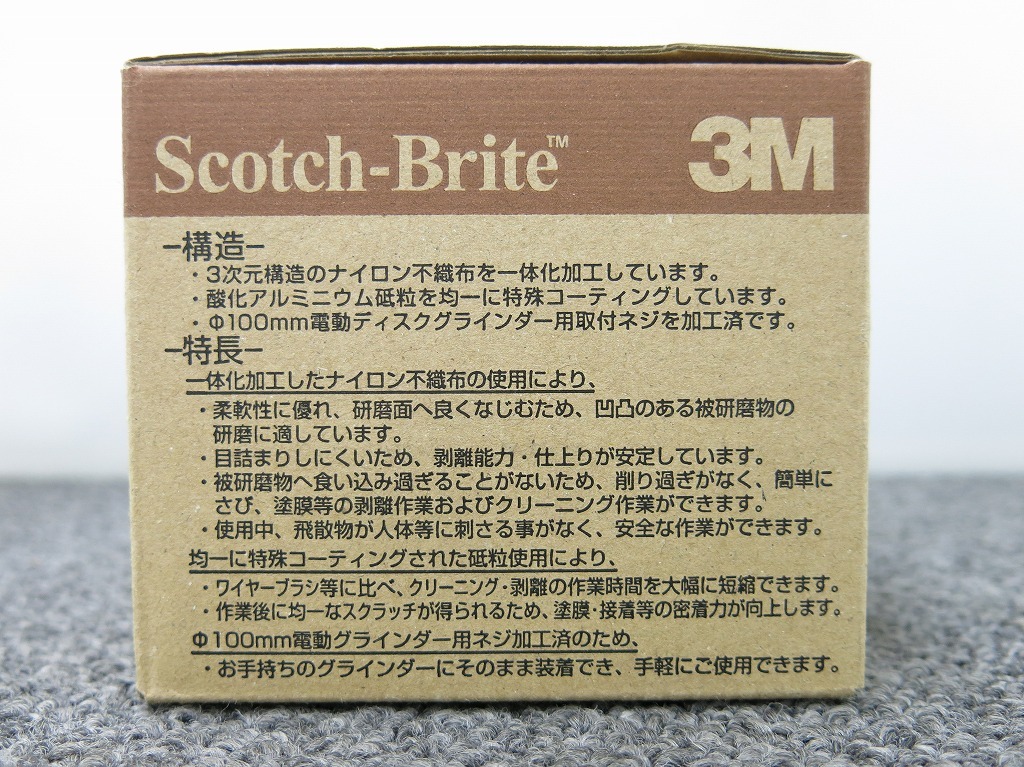 Scotch-Brite™ 3M
-構造-
・3次元構造のナイロン不織布を一体化加工しています。
・酸化アルミニウム砥粒を均一に特殊コーティングしています。
・Φ100mm電動ディスクグラインダー用取付ネジを加工済です。
-特長-
一体化加工したナイロン不織布の使用により、
・柔軟性に優れ、研磨面へ良くなじむため、凹凸のある被研磨物の
研磨に適しています。
・目詰まりしにくいため、剥離能力・仕上りが安定しています。
・被研磨物へ食い込み過ぎることがないため、削り過ぎがなく、簡単に
さび、塗膜等の剥離作業およびクリーニング作業ができます。
・使用中、飛散物が人体等に刺さる事がなく、安全な作業ができます。
均一に特殊コーティングされた砥粒使用により、
・ワイヤーブラシ等に比べ、クリーニング・剥離の作業時間を大幅に短縮できます。
・作業後に均一なスクラッチが得られるため、塗膜・接着等の密着力が向上します。
Φ100mm電動グラインダー用ネジ加工済のため、
・お手持ちのグラインダーにそのまま装着でき、手軽にご使用できます。